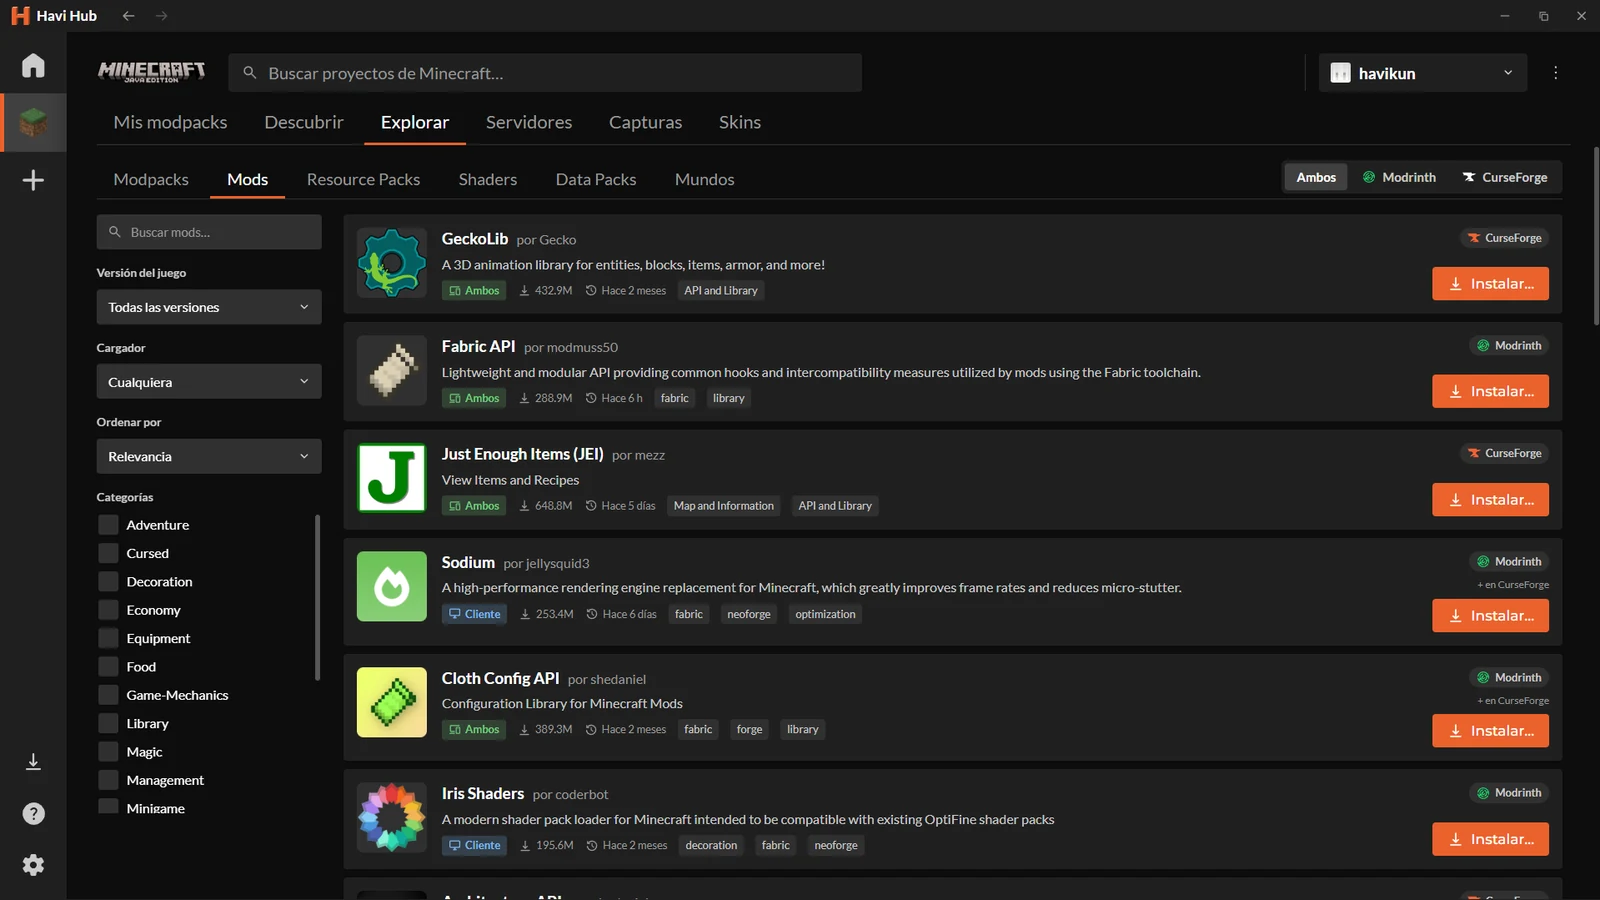 Havi Hub
MINECRAFT
JAVA EDITION
Buscar proyectos de Minecraft...
havikun
Mis modpacks
Descubrir
Explorar
Servidores
Capturas
Skins
Modpacks
Mods
Resource Packs
Shaders
Data Packs
Mundos
Ambos
Modrinth
CurseForge
Buscar mods...
Versión del juego
Todas las versiones
Cargador
Cualquiera
Ordenar por
Relevancia
Categorías
Adventure
Cursed
Decoration
Economy
Equipment
Food
Game-Mechanics
Library
Magic
Management
Minigame
GeckoLib por Gecko
CurseForge
A 3D animation library for entities, blocks, items, armor, and more!
Ambos 432.9M Hace 2 meses API and Library
Instalar...
Fabric API por modmuss50
Modrinth
Lightweight and modular API providing common hooks and intercompatibility measures utilized by mods using the Fabric toolchain.
Ambos 288.9M Hace 6 h fabric library
Instalar...
J
Just Enough Items (JEI) por mezz
CurseForge
View Items and Recipes
Ambos 648.8M Hace 5 días Map and Information API and Library
Instalar...
Sodium por jellysquid3
Modrinth
+ en CurseForge
A high-performance rendering engine replacement for Minecraft, which greatly improves frame rates and reduces micro-stutter.
Cliente 253.4M Hace 6 días fabric neoforge optimization
Instalar...
Cloth Config API por shedaniel
Modrinth
+ en CurseForge
Configuration Library for Minecraft Mods
Ambos 389.3M Hace 2 meses fabric forge library
Instalar...
Iris Shaders por coderbot
Modrinth
A modern shader pack loader for Minecraft intended to be compatible with existing OptiFine shader packs
Cliente 195.6M Hace 2 meses decoration fabric neoforge
Instalar...